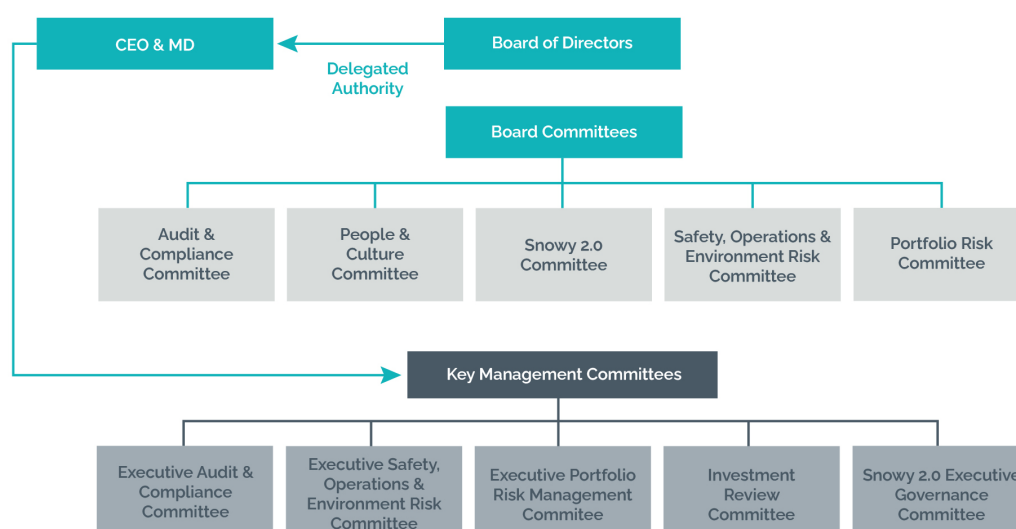 CEO & MD
Board of Directors
Delegated
Authority
Board Committees
Audit &
Compliance
Committee
People &
Culture
Committee
Snowy 2.0
Committee
Safety, Operations &
Environment Risk
Committee
Portfolio Risk
Committee
Key Management Committees
Executive Audit &
Compliance
Committee
Executive Safety,
Operations &
Environment Risk
Committee
Executive Portfolio
Risk Management
Commitee
Investment
Review
Committee
Snowy 2.0 Executive
Governance
Committee